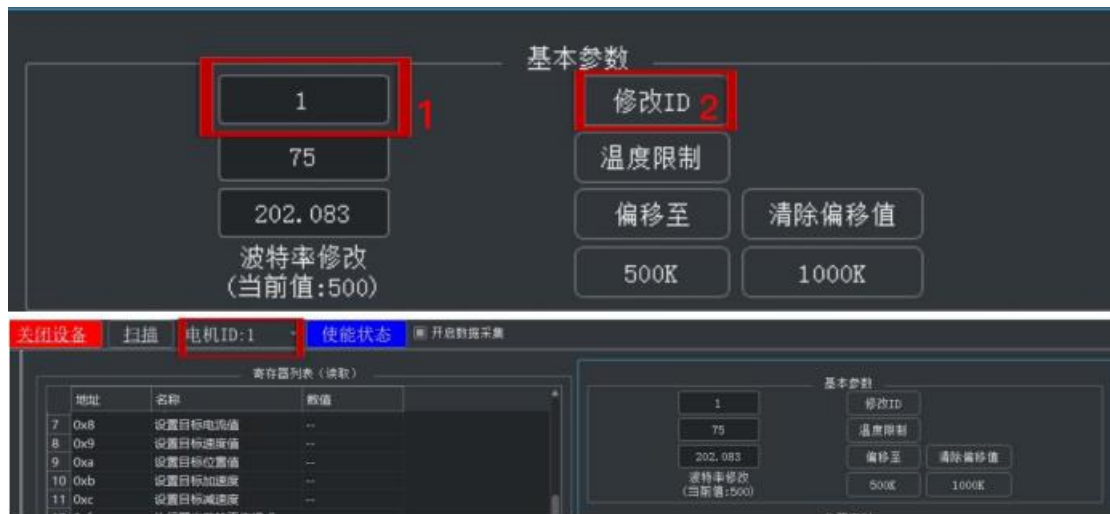 基本参数
1 1 修改ID 2
75 温度限制
202.083 偏移至 清除偏移值
波特率修改
(当前值:500) 500K 1000K
关闭设备 扫描 电机ID:1 使能状态 开启数据采集
寄存器列表（读取）
地址 名称 数值
7 0x8 设置目标电流值 --
8 0x9 设置目标速度值 --
9 0xa 设置目标位置值 --
10 0xb 设置目标加速度 --
11 0xc 设置目标减速度 --
基本参数
1 修改ID
75 温度限制
202.083 偏移至 清除偏移值
波特率修改
(当前值:500) 500K 1000K